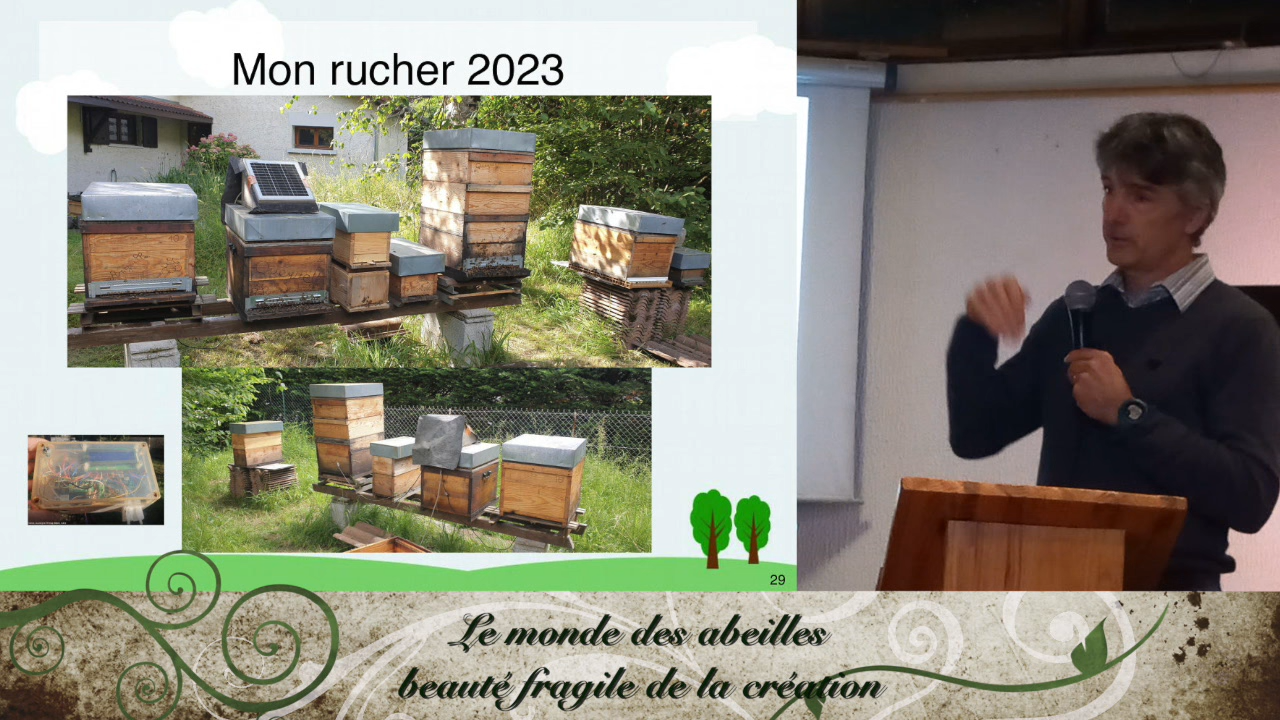 Mon rucher 2023
29
Le monde des abeilles
beauté fragile de la création